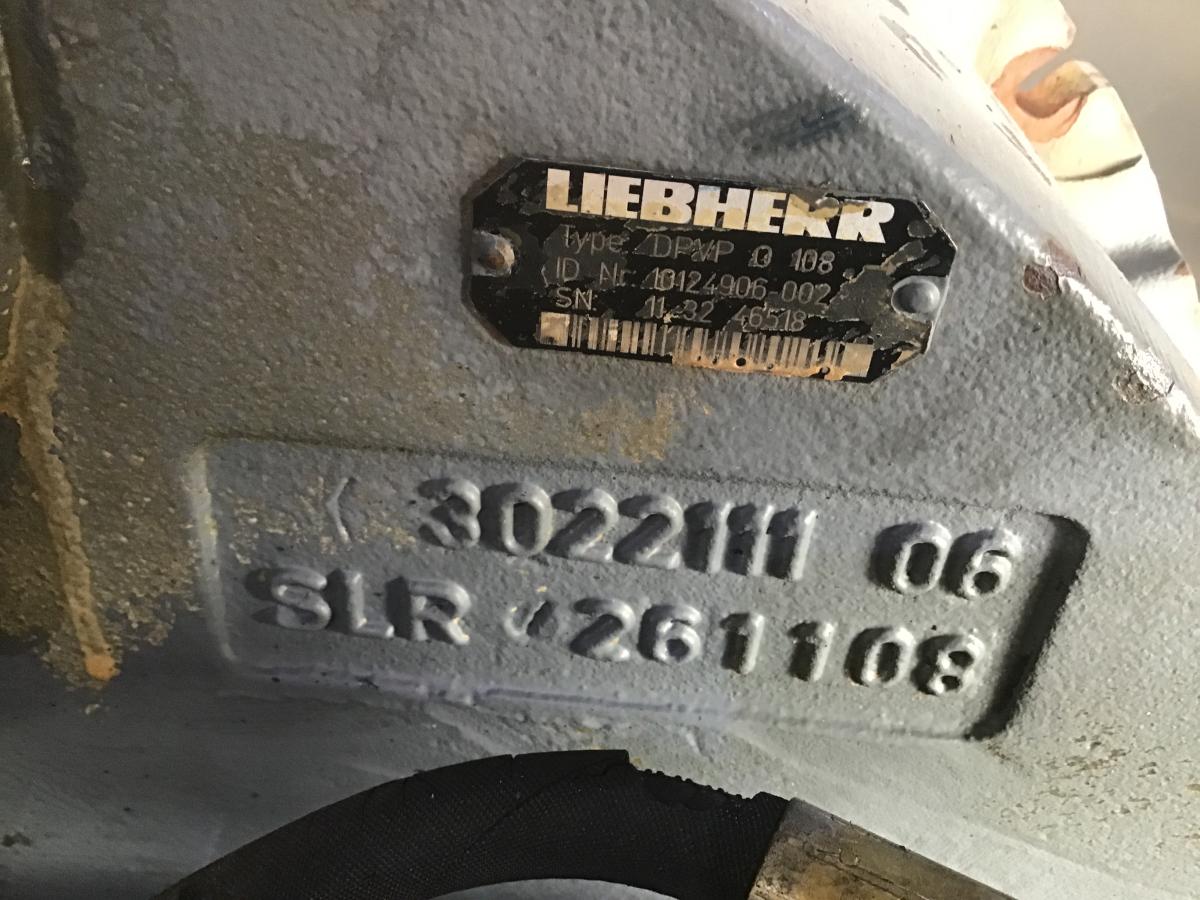 LIEBHERR
Type DPVP O 108
ID Nr. 10124906-002
SN 11 32 46518
< 3022111 06
SLR 261108